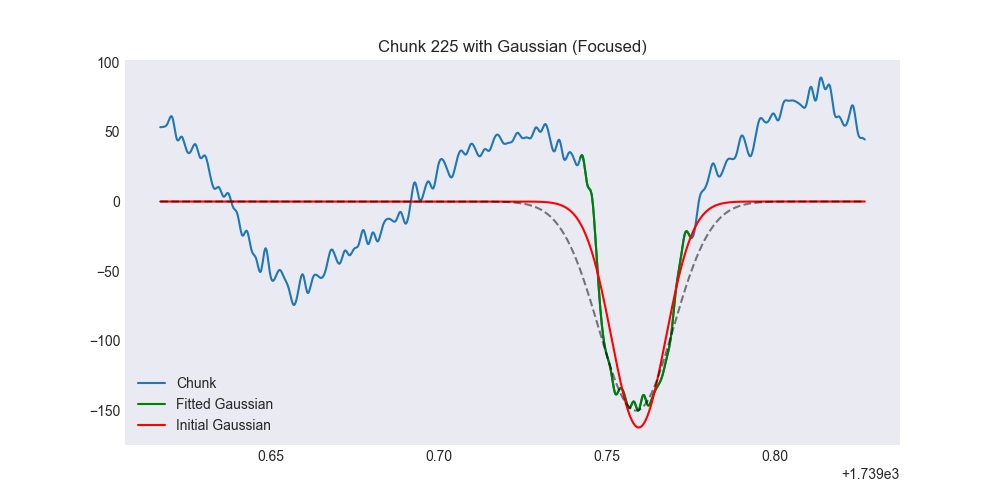 Chunk 225 with Gaussian (Focused)
100
50
0
−50
−100
−150
Chunk
Fitted Gaussian
Initial Gaussian
0.65 0.70 0.75 0.80
+1.739e3